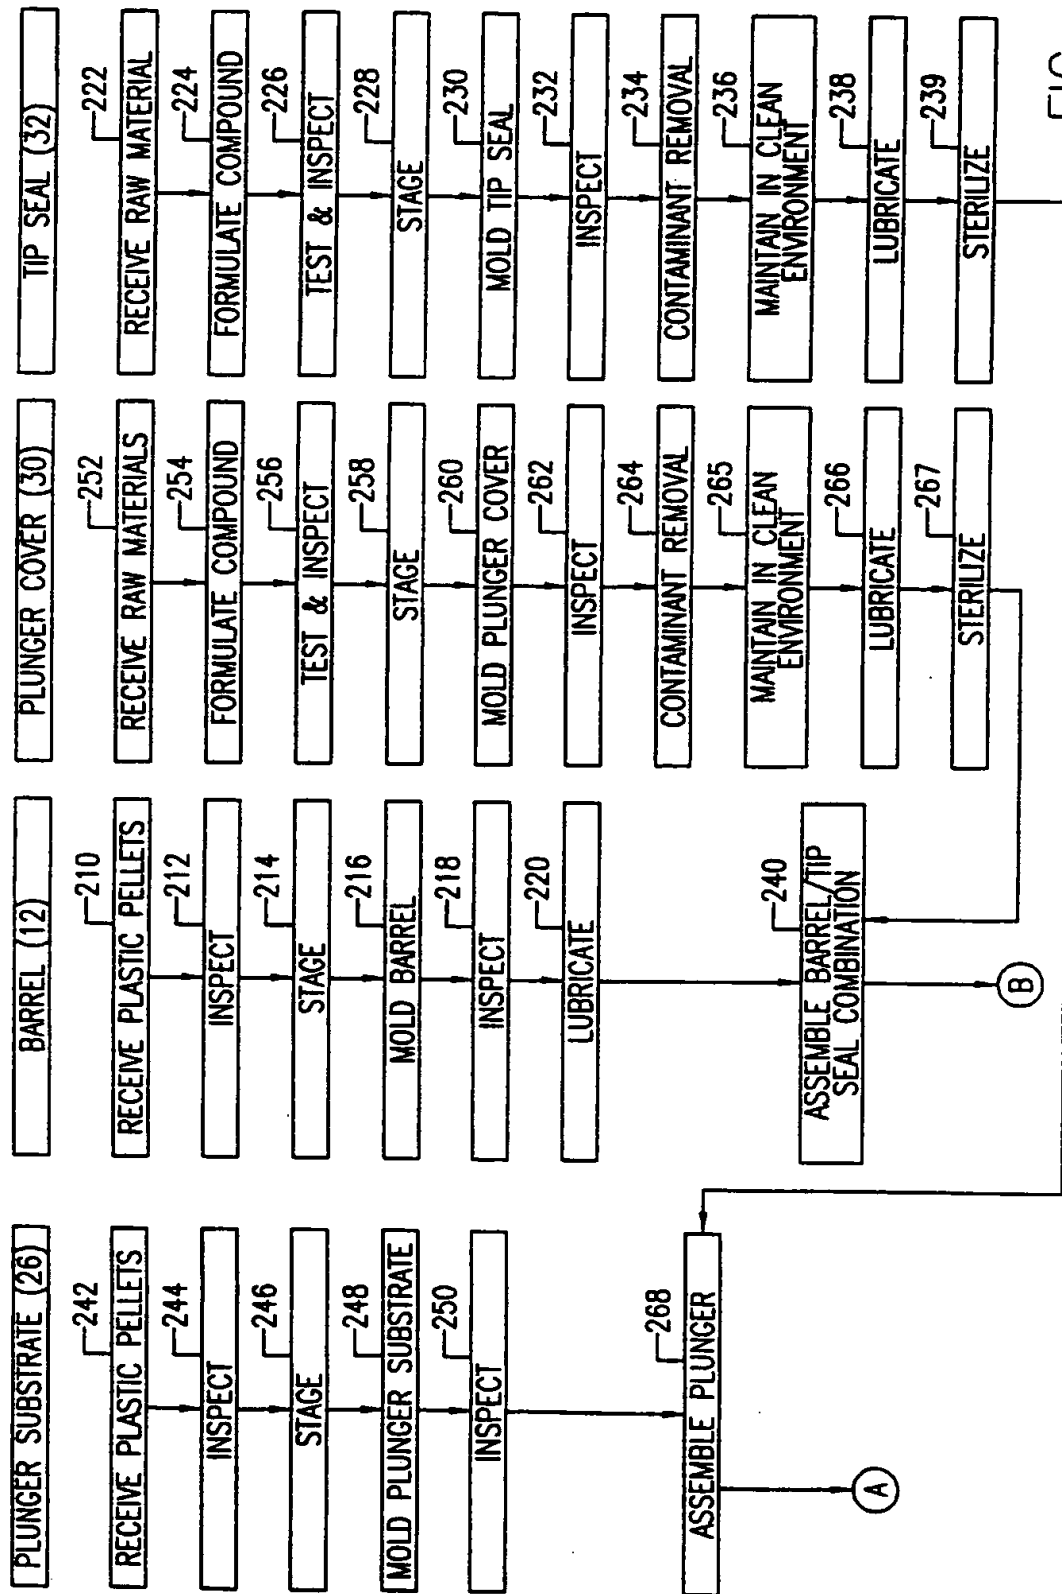 PLUNGER SUBSTRATE (26)
242
RECEIVE PLASTIC PELLETS
244
INSPECT
246
STAGE
248
MOLD PLUNGER SUBSTRATE
250
INSPECT
268
ASSEMBLE PLUNGER
A
BARREL (12)
210
RECEIVE PLASTIC PELLETS
212
INSPECT
214
STAGE
216
MOLD BARREL
218
INSPECT
220
LUBRICATE
240
ASSEMBLE BARREL/TIP
SEAL COMBINATION
B
PLUNGER COVER (30)
252
RECEIVE RAW MATERIALS
254
FORMULATE COMPOUND
256
TEST & INSPECT
258
STAGE
260
MOLD PLUNGER COVER
262
INSPECT
264
CONTAMINANT REMOVAL
265
MAINTAIN IN CLEAN
ENVIRONMENT
266
LUBRICATE
267
STERILIZE
TIP SEAL (32)
222
RECEIVE RAW MATERIAL
224
FORMULATE COMPOUND
226
TEST & INSPECT
228
STAGE
230
MOLD TIP SEAL
232
INSPECT
234
CONTAMINANT REMOVAL
236
MAINTAIN IN CLEAN
ENVIRONMENT
238
LUBRICATE
239
STERILIZE